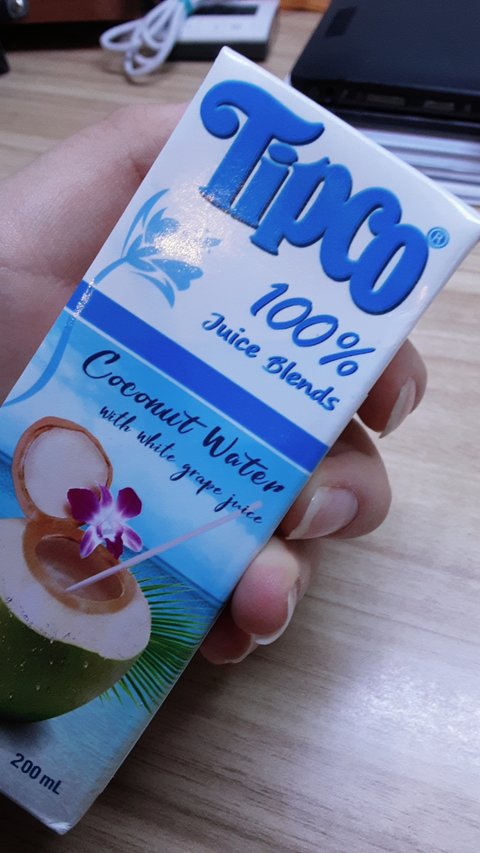 Tipco®
100%
Juice Blends
Coconut Water
with white grape juice
200 mL